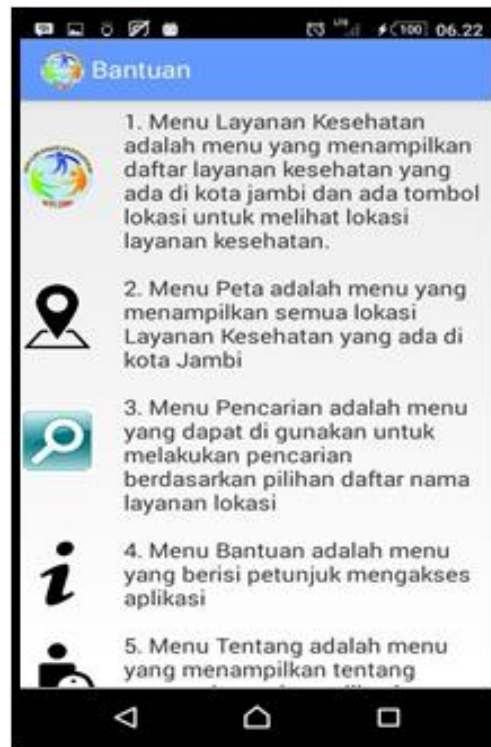 LTE 100 06.22
Bantuan
1. Menu Layanan Kesehatan
adalah menu yang menampilkan
daftar layanan kesehatan yang
ada di kota jambi dan ada tombol
lokasi untuk melihat lokasi
layanan kesehatan.
2. Menu Peta adalah menu yang
menampilkan semua lokasi
Layanan Kesehatan yang ada di
kota Jambi
3. Menu Pencarian adalah menu
yang dapat di gunakan untuk
melakukan pencarian
berdasarkan pilihan daftar nama
layanan lokasi
4. Menu Bantuan adalah menu
yang berisi petunjuk mengakses
aplikasi
5. Menu Tentang adalah menu
yang menampilkan tentang